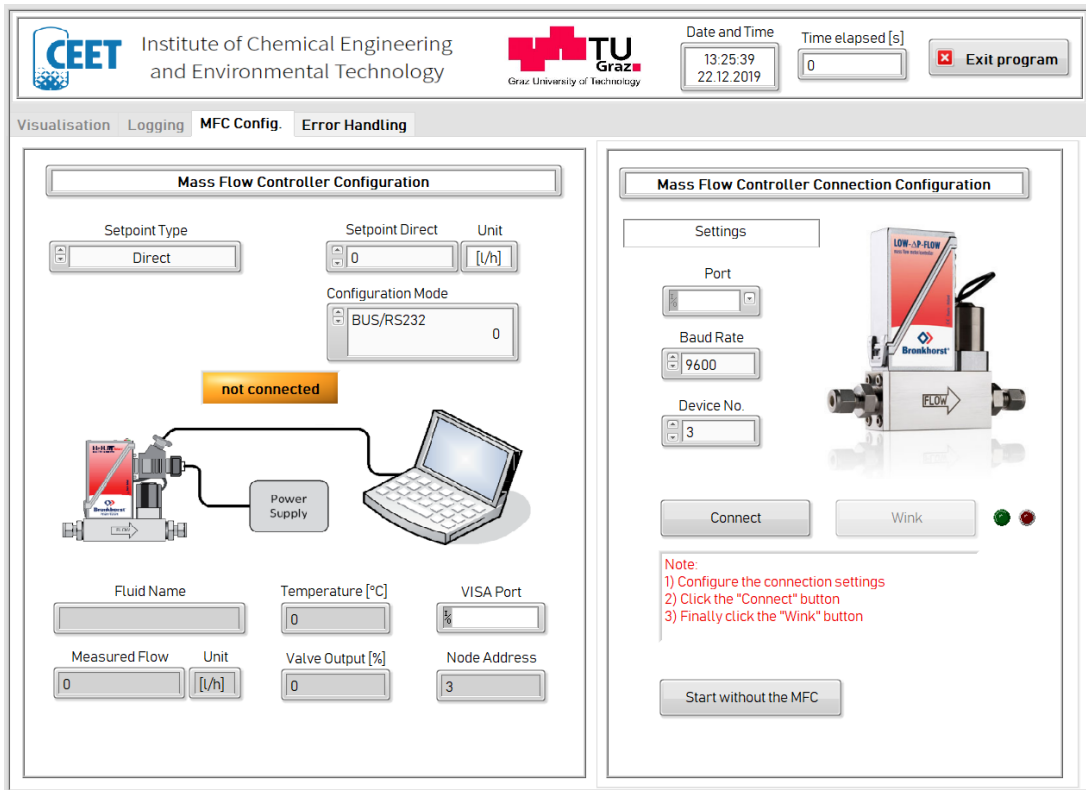 CEET
Institute of Chemical Engineering
and Environmental Technology
TU
Graz
Graz University of Technology
Date and Time
13:25:39
22.12.2019
Time elapsed [s]
0
Exit program
Visualisation
Logging
MFC Config.
Error Handling
Mass Flow Controller Configuration
Setpoint Type
Direct
Setpoint Direct
0
Unit
[l/h]
Configuration Mode
BUS/RS232
0
not connected
Bronkhorst
FLOW
Power
Supply
Fluid Name
Temperature [°C]
0
VISA Port
Measured Flow
0
Unit
[l/h]
Valve Output [%]
0
Node Address
3
Mass Flow Controller Connection Configuration
Settings
Port
Baud Rate
9600
Device No.
3
LOW-ΔP-FLOW
Bronkhorst
FLOW
Connect
Wink
Note:
1) Configure the connection settings
2) Click the "Connect" button
3) Finally click the "Wink" button
Start without the MFC